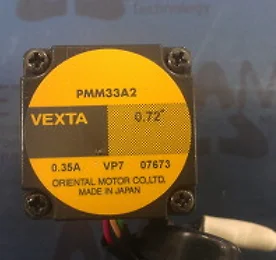 PMM33A2
VEXTA 0.72°
0.35A VP7 07673
ORIENTAL MOTOR CO.,LTD.
MADE IN JAPAN